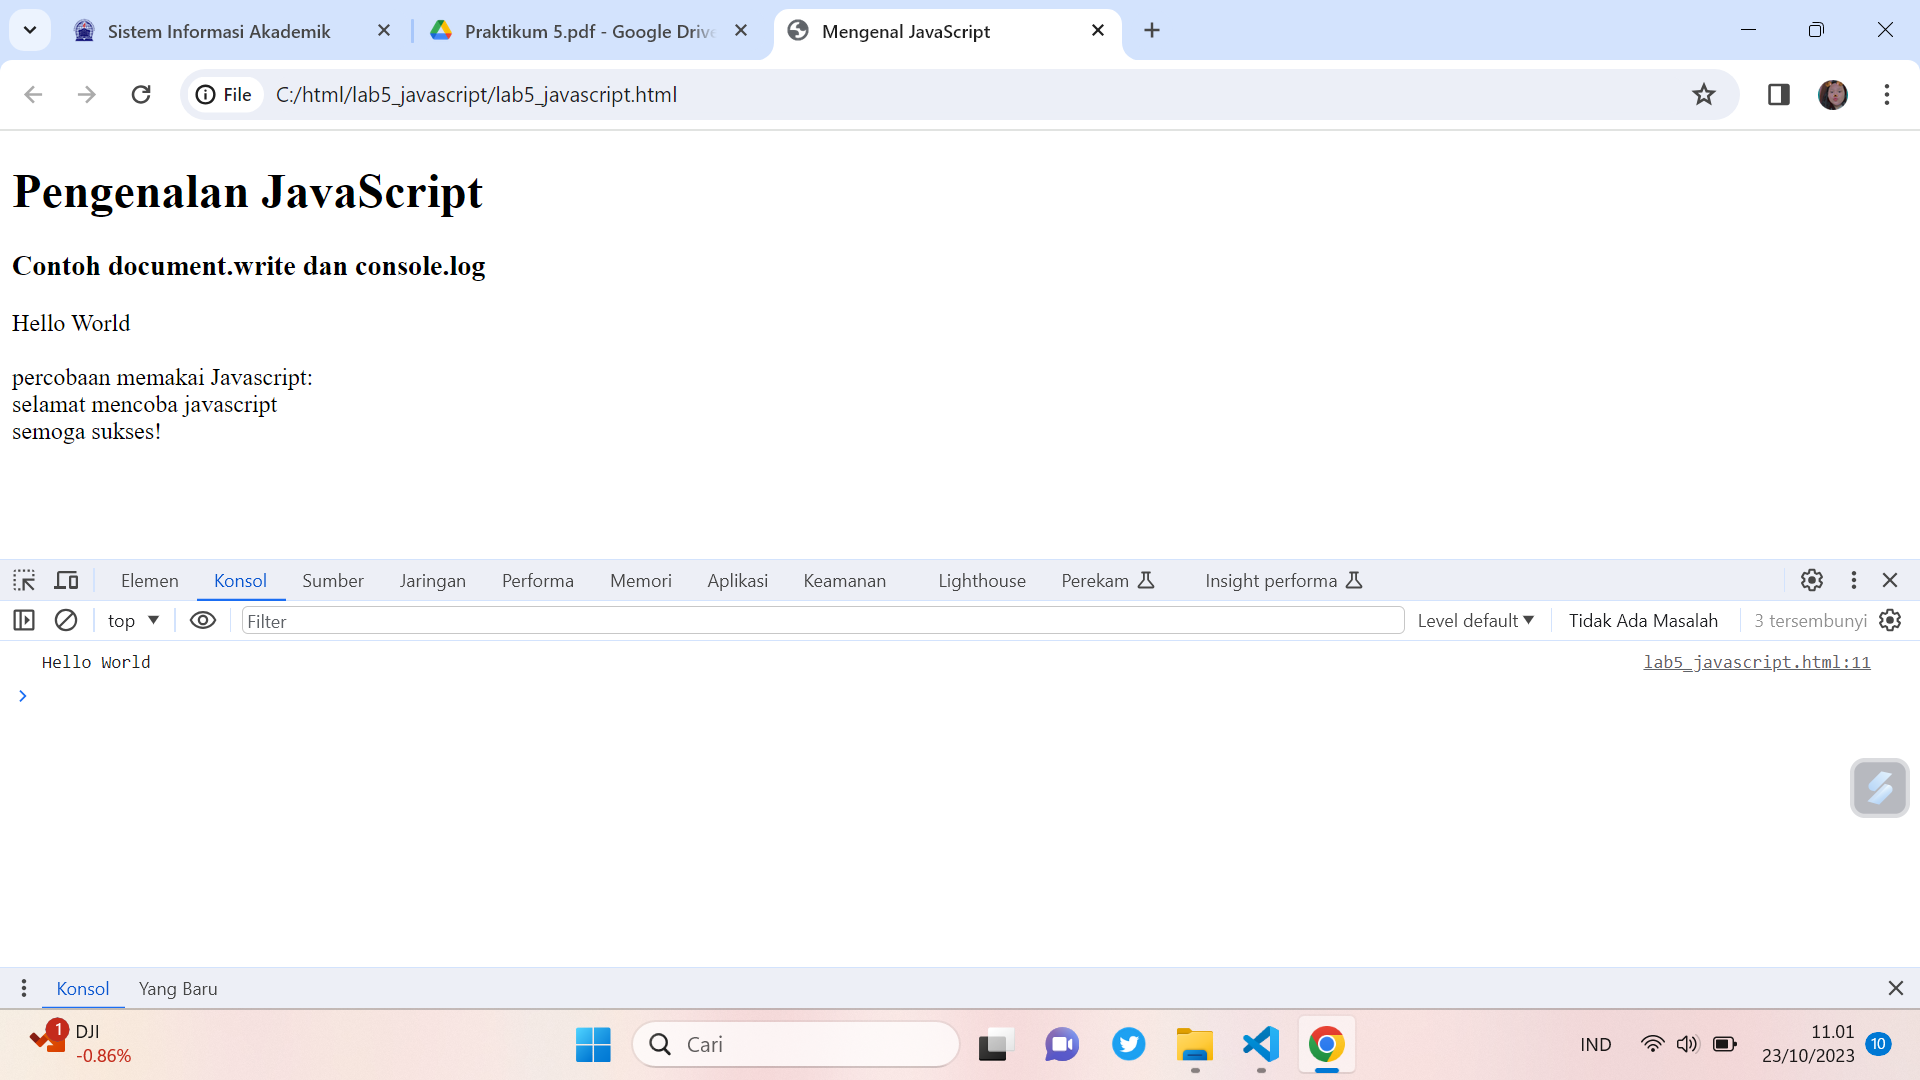 Sistem Informasi Akademik
Praktikum 5.pdf - Google Drive
Mengenal JavaScript
File C:/html/lab5_javascript/lab5_javascript.html
Pengenalan JavaScript
Contoh document.write dan console.log
Hello World
percobaan memakai Javascript:
selamat mencoba javascript
semoga sukses!
Elemen Konsol Sumber Jaringan Performa Memori Aplikasi Keamanan Lighthouse Perekam Insight performa
top Filter Level default Tidak Ada Masalah 3 tersembunyi
Hello World lab5_javascript.html:11
Konsol Yang Baru
1 DJI
-0.86%
Cari
IND
11.01
23/10/2023
10